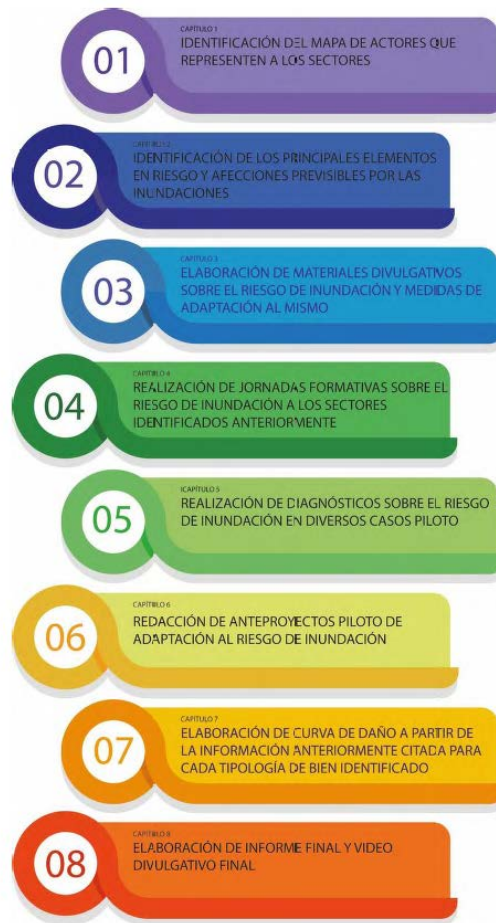 01
CAPÍTULO 1
IDENTIFICACIÓN DEL MAPA DE ACTORES QUE
REPRESENTEN A LOS SECTORES
02
CAPÍTULO 2
IDENTIFICACIÓN DE LOS PRINCIPALES ELEMENTOS
EN RIESGO Y AFECCIONES PREVISIBLES POR LAS
INUNDACIONES
03
CAPÍTULO 3
ELABORACIÓN DE MATERIALES DIVULGATIVOS
SOBRE EL RIESGO DE INUNDACIÓN Y MEDIDAS DE
ADAPTACIÓN AL MISMO
04
CAPÍTULO 4
REALIZACIÓN DE JORNADAS FORMATIVAS SOBRE EL
RIESGO DE INUNDACIÓN A LOS SECTORES
IDENTIFICADOS ANTERIORMENTE
05
CAPÍTULO 5
REALIZACIÓN DE DIAGNÓSTICOS SOBRE EL RIESGO
DE INUNDACIÓN EN DIVERSOS CASOS PILOTO
06
CAPÍTULO 6
REDACCIÓN DE ANTEPROYECTOS PILOTO DE
ADAPTACIÓN AL RIESGO DE INUNDACIÓN
07
CAPÍTULO 7
ELABORACIÓN DE CURVA DE DAÑO A PARTIR DE
LA INFORMACIÓN ANTERIORMENTE CITADA PARA
CADA TIPOLOGÍA DE BIEN IDENTIFICADO
08
CAPÍTULO 8
ELABORACIÓN DE INFORME FINAL Y VIDEO
DIVULGATIVO FINAL